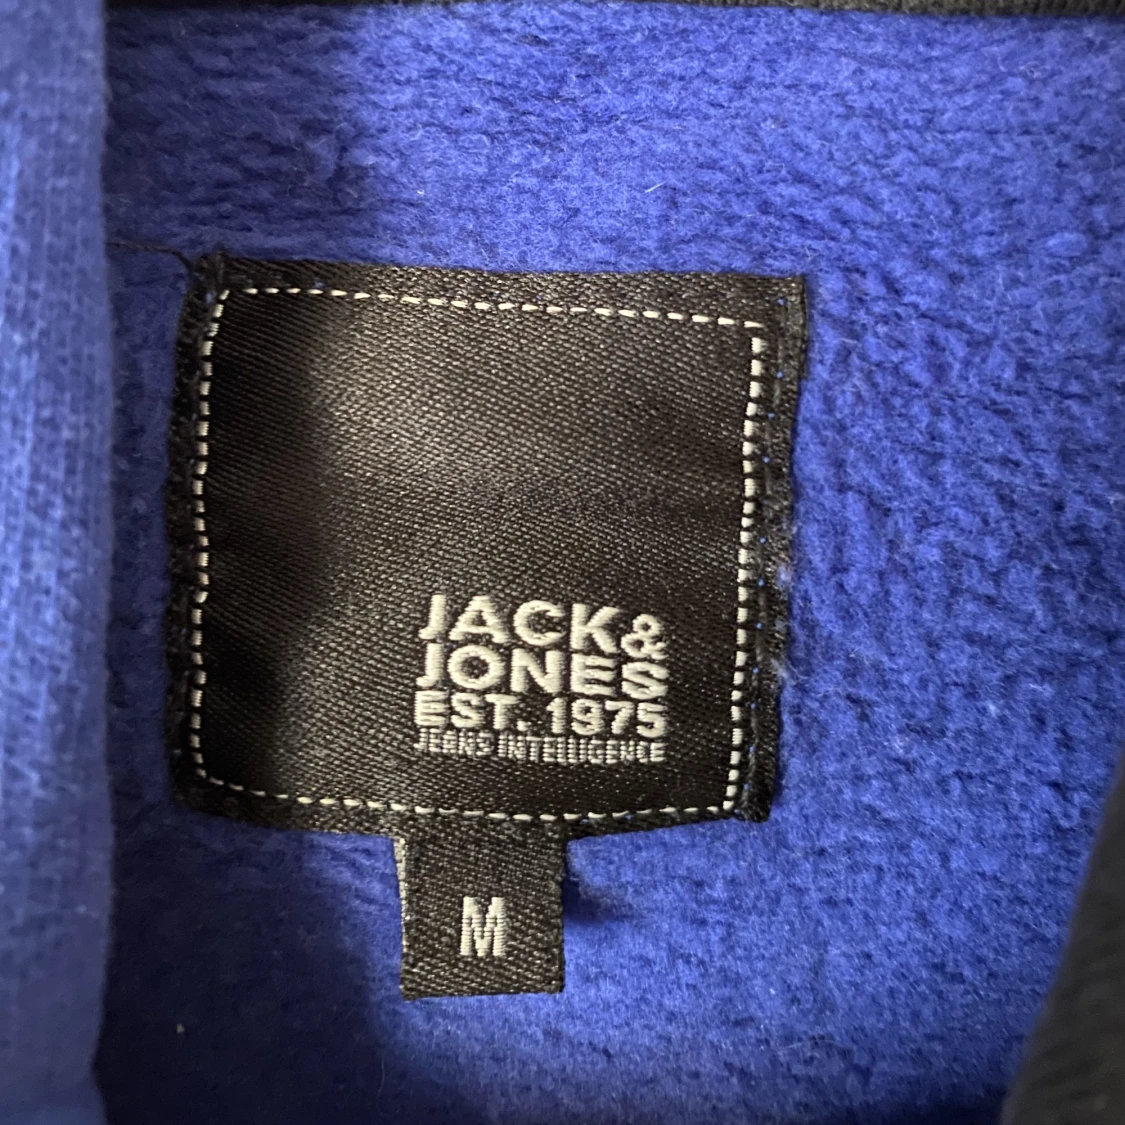 JACK&
JONES
EST. 1975
JEANS INTELLIGENCE
M